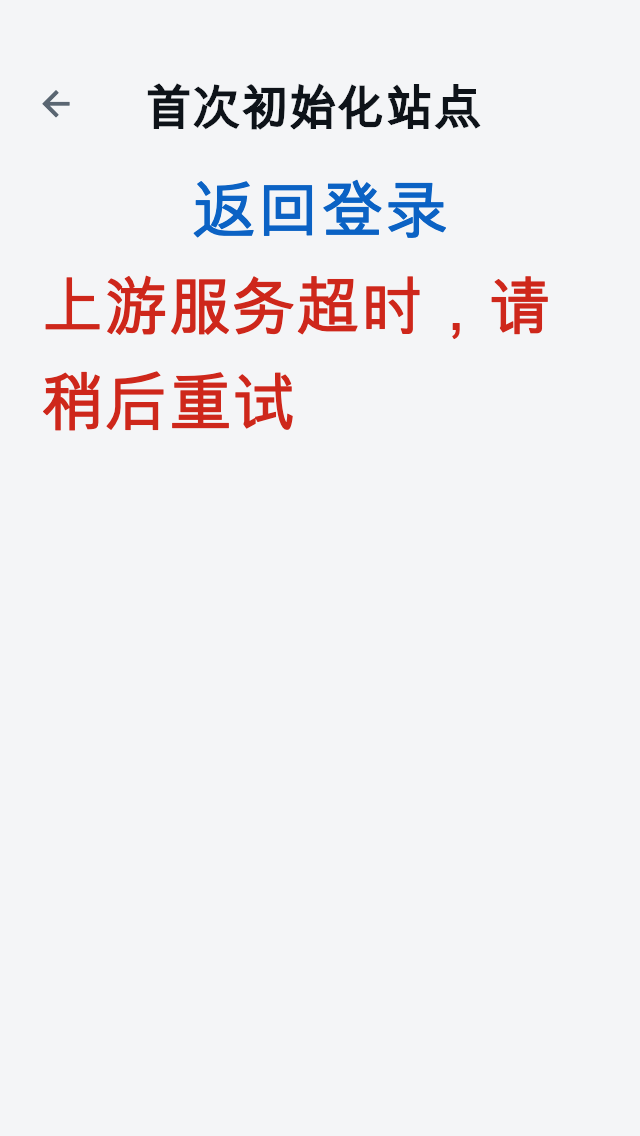 首次初始化站点
返回登录
上游服务超时，请
稍后重试